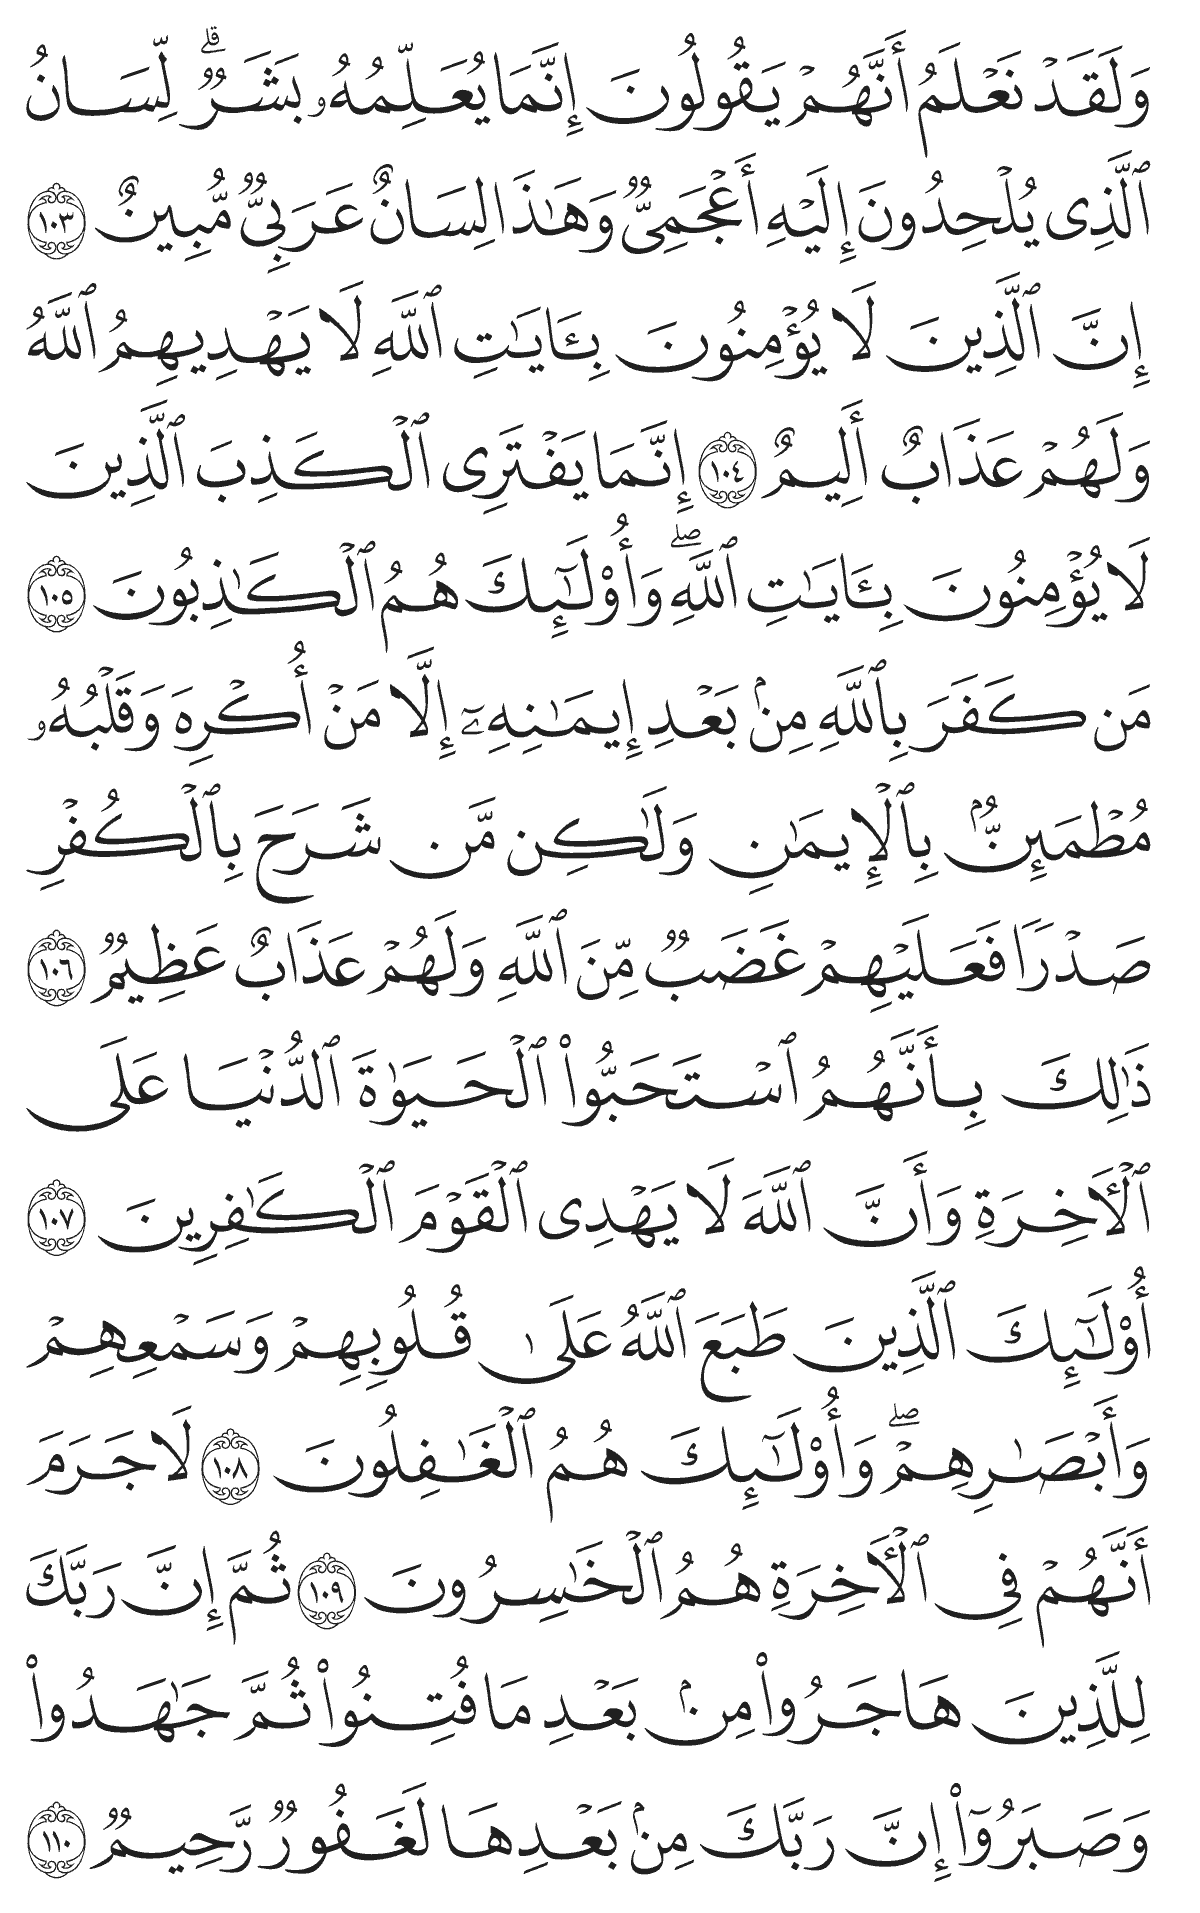 وَلَقَدۡ نَعۡلَمُ أَنَّهُمۡ يَقُولُونَ إِنَّمَا يُعَلِّمُهُۥ بَشَرٞۗ لِّسَانُ
ٱلَّذِي يُلۡحِدُونَ إِلَيۡهِ أَعۡجَمِيّٞ وَهَٰذَا لِسَانٌ عَرَبِيّٞ مُّبِينٌ ١٠٣
إِنَّ ٱلَّذِينَ لَا يُؤۡمِنُونَ بِـَٔايَٰتِ ٱللَّهِ لَا يَهۡدِيهِمُ ٱللَّهُ
وَلَهُمۡ عَذَابٌ أَلِيمٌ ١٠٤ إِنَّمَا يَفۡتَرِي ٱلۡكَذِبَ ٱلَّذِينَ
لَا يُؤۡمِنُونَ بِـَٔايَٰتِ ٱللَّهِۖ وَأُوْلَٰٓئِكَ هُمُ ٱلۡكَٰذِبُونَ ١٠٥
مَن كَفَرَ بِٱللَّهِ مِنۢ بَعۡدِ إِيمَٰنِهِۦٓ إِلَّا مَنۡ أُكۡرِهَ وَقَلۡبُهُۥ
مُطۡمَئِنُّۢ بِٱلۡإِيمَٰنِ وَلَٰكِن مَّن شَرَحَ بِٱلۡكُفۡرِ
صَدۡرٗا فَعَلَيۡهِمۡ غَضَبٞ مِّنَ ٱللَّهِ وَلَهُمۡ عَذَابٌ عَظِيمٞ ١٠٦
ذَٰلِكَ بِأَنَّهُمُ ٱسۡتَحَبُّواْ ٱلۡحَيَوٰةَ ٱلدُّنۡيَا عَلَى
ٱلۡأٓخِرَةِ وَأَنَّ ٱللَّهَ لَا يَهۡدِي ٱلۡقَوۡمَ ٱلۡكَٰفِرِينَ ١٠٧
أُوْلَٰٓئِكَ ٱلَّذِينَ طَبَعَ ٱللَّهُ عَلَىٰ قُلُوبِهِمۡ وَسَمۡعِهِمۡ
وَأَبۡصَٰرِهِمۡۖ وَأُوْلَٰٓئِكَ هُمُ ٱلۡغَٰفِلُونَ ١٠٨ لَا جَرَمَ
أَنَّهُمۡ فِي ٱلۡأٓخِرَةِ هُمُ ٱلۡخَٰسِرُونَ ١٠٩ ثُمَّ إِنَّ رَبَّكَ
لِلَّذِينَ هَاجَرُواْ مِنۢ بَعۡدِ مَا فُتِنُواْ ثُمَّ جَٰهَدُواْ
وَصَبَرُوٓاْ إِنَّ رَبَّكَ مِنۢ بَعۡدِهَا لَغَفُورٞ رَّحِيمٞ ١١٠